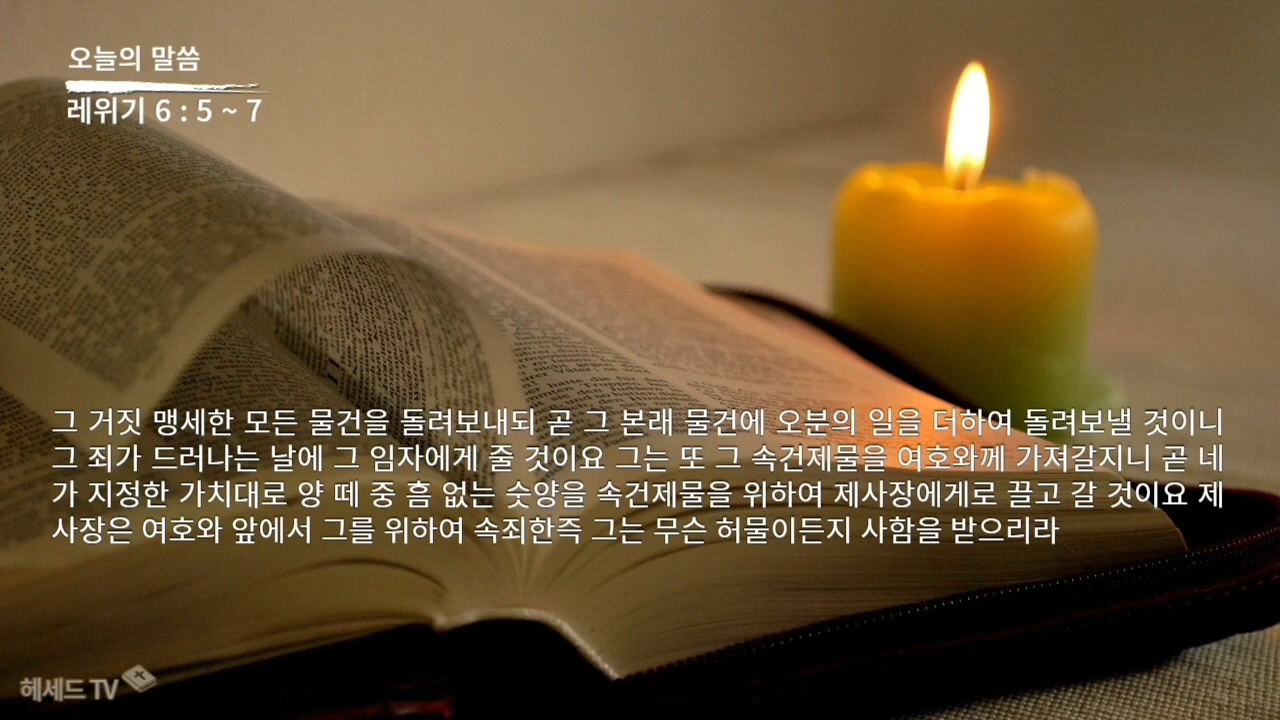 오늘의 말씀
레위기 6 : 5 ~ 7
그 거짓 맹세한 모든 물건을 돌려보내되 곧 그 본래 물건에 오분의 일을 더하여 돌려보낼 것이니
그 죄가 드러나는 날에 그 임자에게 줄 것이요 그는 또 그 속건제물을 여호와께 가져갈지니 곧 네
가 지정한 가치대로 양 떼 중 흠 없는 숫양을 속건제물을 위하여 제사장에게로 끌고 갈 것이요 제
사장은 여호와 앞에서 그를 위하여 속죄한즉 그는 무슨 허물이든지 사함을 받으리라
헤세드 TV